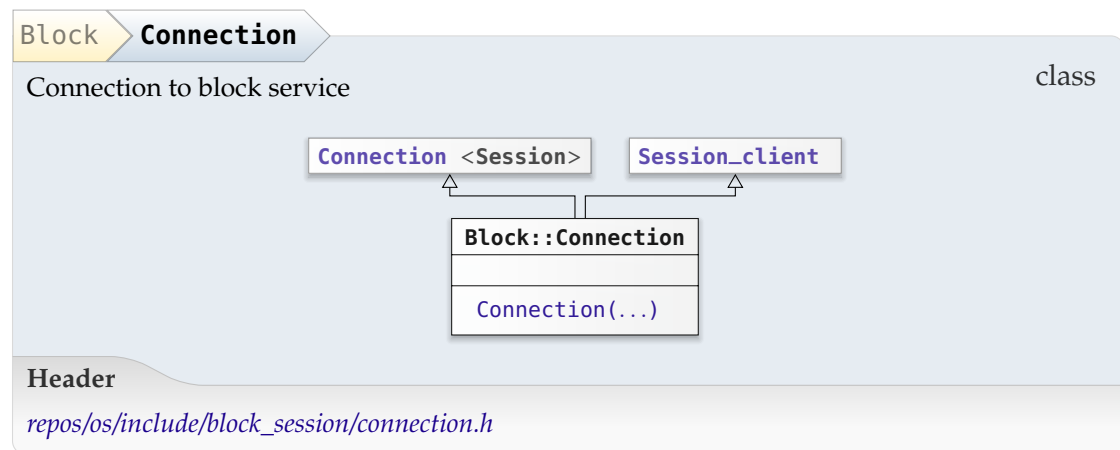 Block Connection
class
Connection to block service
Connection <Session> Session_client
Block::Connection
Connection(...)
Header
repos/os/include/block_session/connection.h